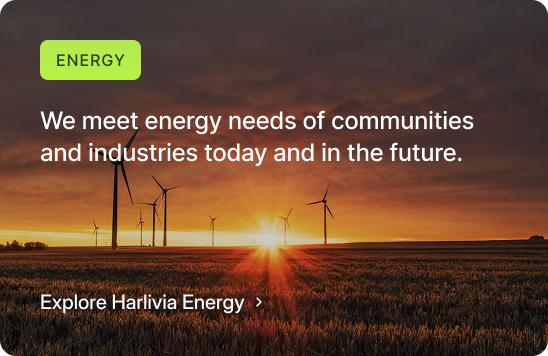 ENERGY
We meet energy needs of communities
and industries today and in the future.
Explore Harlivia Energy >